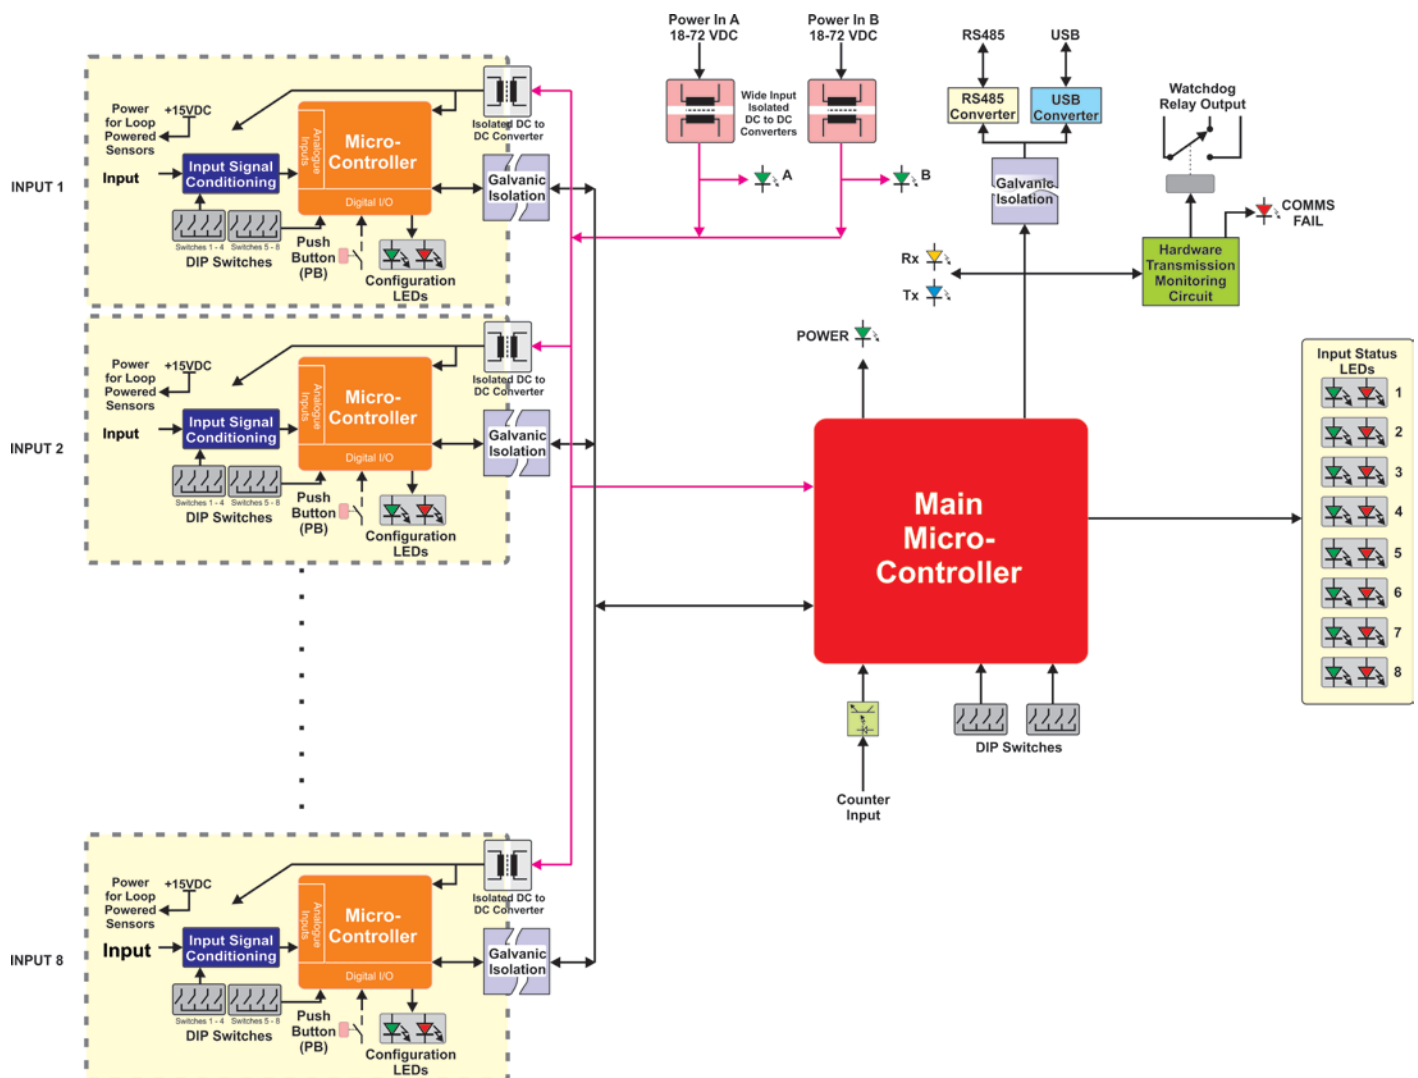 Power In A
18-72 VDC
Power In B
18-72 VDC
RS485
USB
Wide Input
Isolated
DC to DC
Converters
RS485
Converter
USB
Converter
Watchdog
Relay Output
A
B
Galvanic
Isolation
COMMS
FAIL
Rx
Tx
Hardware
Transmission
Monitoring
Circuit
POWER
INPUT 1
Power
for Loop
Powered
Sensors
+15VDC
Input
Input Signal
Conditioning
Analogue
Inputs
Micro-
Controller
Digital I/O
Isolated DC to
DC Converter
Galvanic
Isolation
Switches 1 - 4
Switches 5 - 8
DIP Switches
Push
Button
(PB)
Configuration
LEDs
INPUT 2
Power
for Loop
Powered
Sensors
+15VDC
Input
Input Signal
Conditioning
Analogue
Inputs
Micro-
Controller
Digital I/O
Isolated DC to
DC Converter
Galvanic
Isolation
Switches 1 - 4
Switches 5 - 8
DIP Switches
Push
Button
(PB)
Configuration
LEDs
Main
Micro-
Controller
Input Status
LEDs
1
2
3
4
5
6
7
8
DIP Switches
Counter
Input
INPUT 8
Power
for Loop
Powered
Sensors
+15VDC
Input
Input Signal
Conditioning
Analogue
Inputs
Micro-
Controller
Digital I/O
Isolated DC to
DC Converter
Galvanic
Isolation
Switches 1 - 4
Switches 5 - 8
DIP Switches
Push
Button
(PB)
Configuration
LEDs